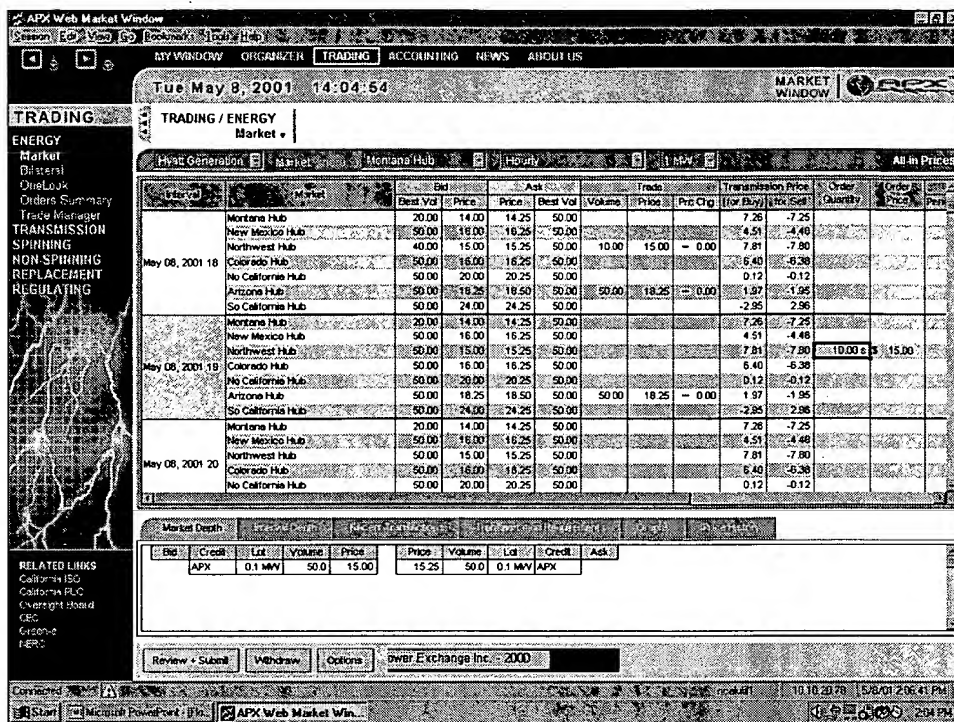 APX Web Market Window
Session Edit View Go Bookmarks Tools Help
MY WINDOW ORGANIZER TRADING ACCOUNTING NEWS ABOUT US
Tue May 8, 2001 14:04:54
MARKET WINDOW APX
TRADING
ENERGY
Market
Bilateral
OneLook
Orders Summary
Trade Manager
TRANSMISSION
SPINNING
NON-SPINNING
REPLACEMENT
REGULATING
TRADING / ENERGY
Market
Hyatt Generation Market Montana Hub Hourly 1 MW All-in Prices
Interval Market Bid Ask Trade Transmission Price Order Order
Best Vol Price Price Best Vol Volume Price Prc Chg (for Buy) (for Sell) Quantity Price
May 08, 2001 18
Montana Hub 20.00 14.00 14.25 50.00 7.26 -7.25
New Mexico Hub 50.00 16.00 16.25 50.00 4.51 -4.48
Northwest Hub 40.00 15.00 15.25 50.00 10.00 15.00 − 0.00 7.81 -7.80
Colorado Hub 50.00 16.00 16.25 50.00 6.40 -6.38
No California Hub 50.00 20.00 20.25 50.00 0.12 -0.12
Arizona Hub 50.00 18.25 18.50 50.00 50.00 18.25 − 0.00 1.97 -1.95
So California Hub 50.00 24.00 24.25 50.00 -2.95 2.96
May 08, 2001 19
Montana Hub 20.00 14.00 14.25 50.00 7.26 -7.25
New Mexico Hub 50.00 16.00 16.25 50.00 4.51 -4.48
Northwest Hub 50.00 15.00 15.25 50.00 7.81 -7.80 10.00 s $ 15.00
Colorado Hub 50.00 16.00 16.25 50.00 6.40 -6.38
No California Hub 50.00 20.00 20.25 50.00 0.12 -0.12
Arizona Hub 50.00 18.25 18.50 50.00 50.00 18.25 − 0.00 1.97 -1.95
So California Hub 50.00 24.00 24.25 50.00 -2.95 2.96
May 08, 2001 20
Montana Hub 20.00 14.00 14.25 50.00 7.26 -7.25
New Mexico Hub 50.00 16.00 16.25 50.00 4.51 -4.48
Northwest Hub 50.00 15.00 15.25 50.00 7.81 -7.80
Colorado Hub 50.00 16.00 16.25 50.00 6.40 -6.38
No California Hub 50.00 20.00 20.25 50.00 0.12 -0.12
Market Depth
Bid Credit Lot Volume Price Price Volume Lot Credit Ask
APX 0.1 MW 50.0 15.00 15.25 50.0 0.1 MW APX
RELATED LINKS
California ISO
California PUC
Oversight Board
CEC
Green-e
NERC
Review + Submit Withdraw Options ower Exchange Inc. - 2000
Connected 10.10.20.78 5/8/01 2:06:41 PM
Start Microsoft PowerPoint - APX Web Market Win... 2:04 PM